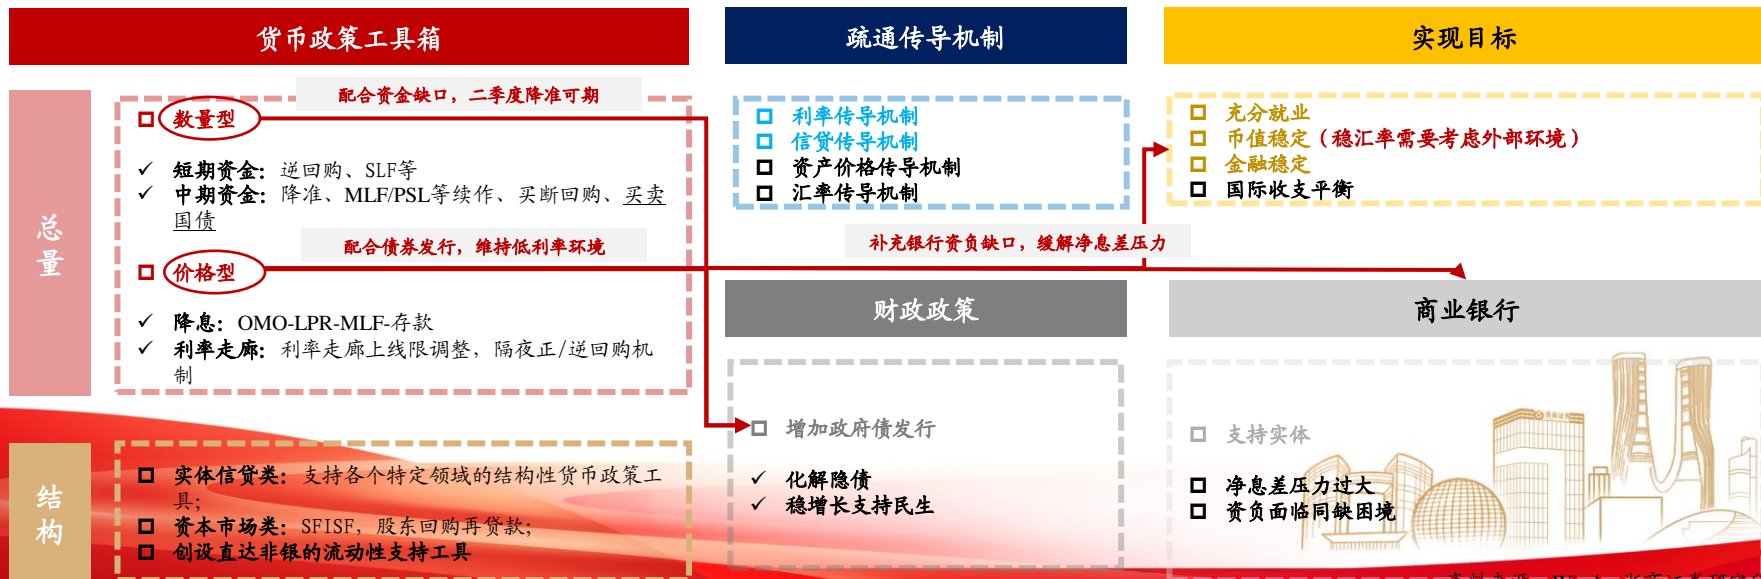 货币政策工具箱
疏通传导机制
实现目标
总量
配合资金缺口，二季度降准可期
数量型
短期资金：逆回购、SLF等
中期资金：降准、MLF/PSL等续作、买断回购、买卖
国债
配合债券发行，维持低利率环境
价格型
降息：OMO-LPR-MLF-存款
利率走廊：利率走廊上线限调整，隔夜正/逆回购机
制
利率传导机制
信贷传导机制
资产价格传导机制
汇率传导机制
充分就业
币值稳定（稳汇率需要考虑外部环境）
金融稳定
国际收支平衡
补充银行资负缺口，缓解净息差压力
财政政策
商业银行
增加政府债发行
化解隐债
稳增长支持民生
支持实体
净息差压力过大
资负面临同缺困境
结构
实体信贷类：支持各个特定领域的结构性货币政策工
具；
资本市场类：SFISF，股东回购再贷款；
创设直达非银的流动性支持工具